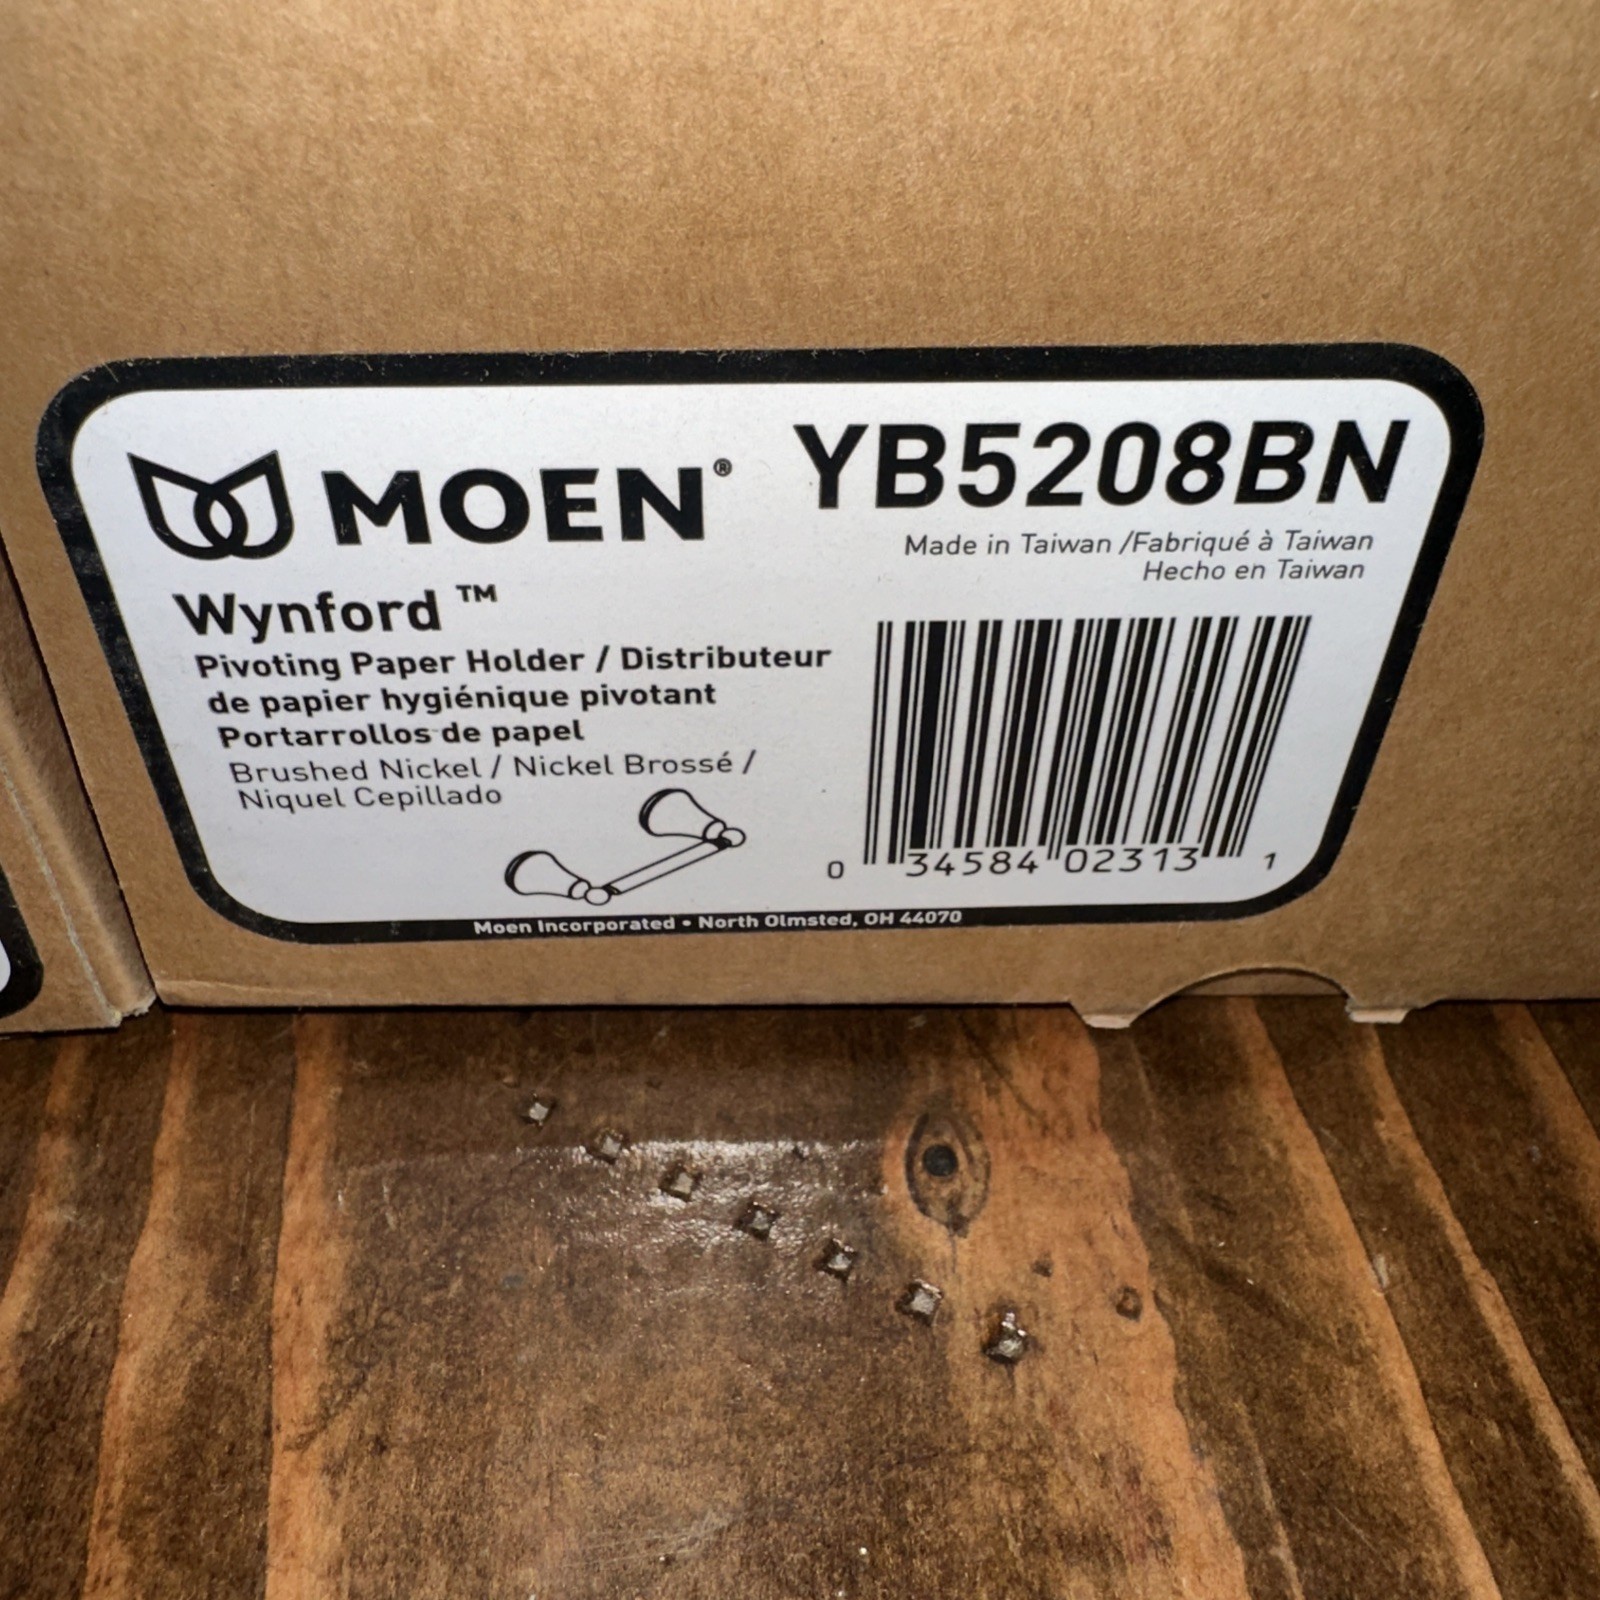 MOEN®
YB5208BN
Made in Taiwan /Fabriqué à Taiwan
Hecho en Taiwan
Wynford ™
Pivoting Paper Holder / Distributeur
de papier hygiénique pivotant
Portarrollos de papel
Brushed Nickel / Nickel Brossé /
Niquel Cepillado
0 34584 02313 1
Moen Incorporated • North Olmsted, OH 44070